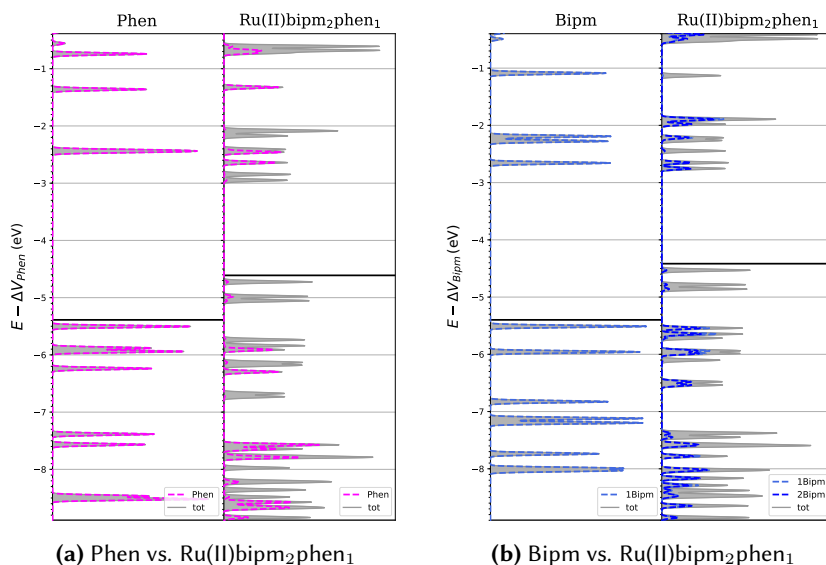 Phen
Ru(II)bipm₂phen₁
Bipm
Ru(II)bipm₂phen₁
E − ΔV_Phen (eV)
−1
−2
−3
−4
−5
−6
−7
−8
Phen
tot
Phen
tot
E − ΔV_Bipm (eV)
−1
−2
−3
−4
−5
−6
−7
−8
1Bipm
tot
1Bipm
2Bipm
tot
(a) Phen vs. Ru(II)bipm₂phen₁
(b) Bipm vs. Ru(II)bipm₂phen₁